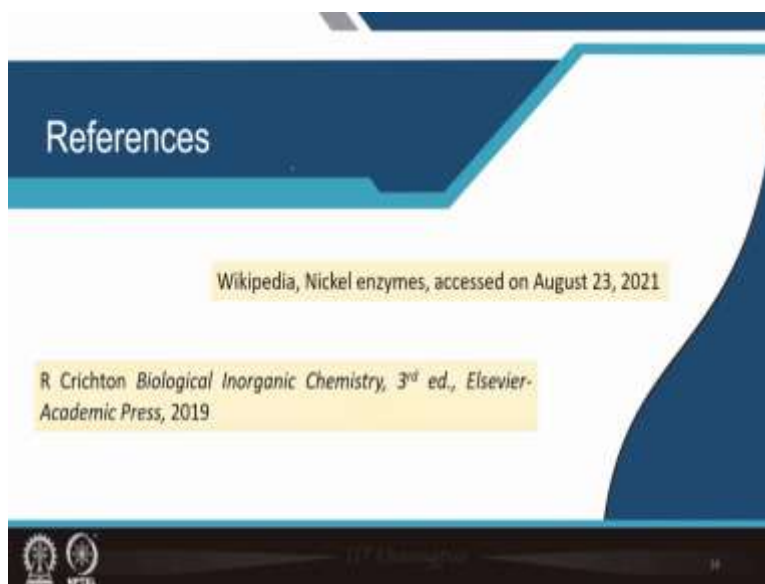 References
Wikipedia, Nickel enzymes, accessed on August 23, 2021
R Crichton Biological Inorganic Chemistry, 3rd ed., Elsevier-
Academic Press, 2019
NPTEL